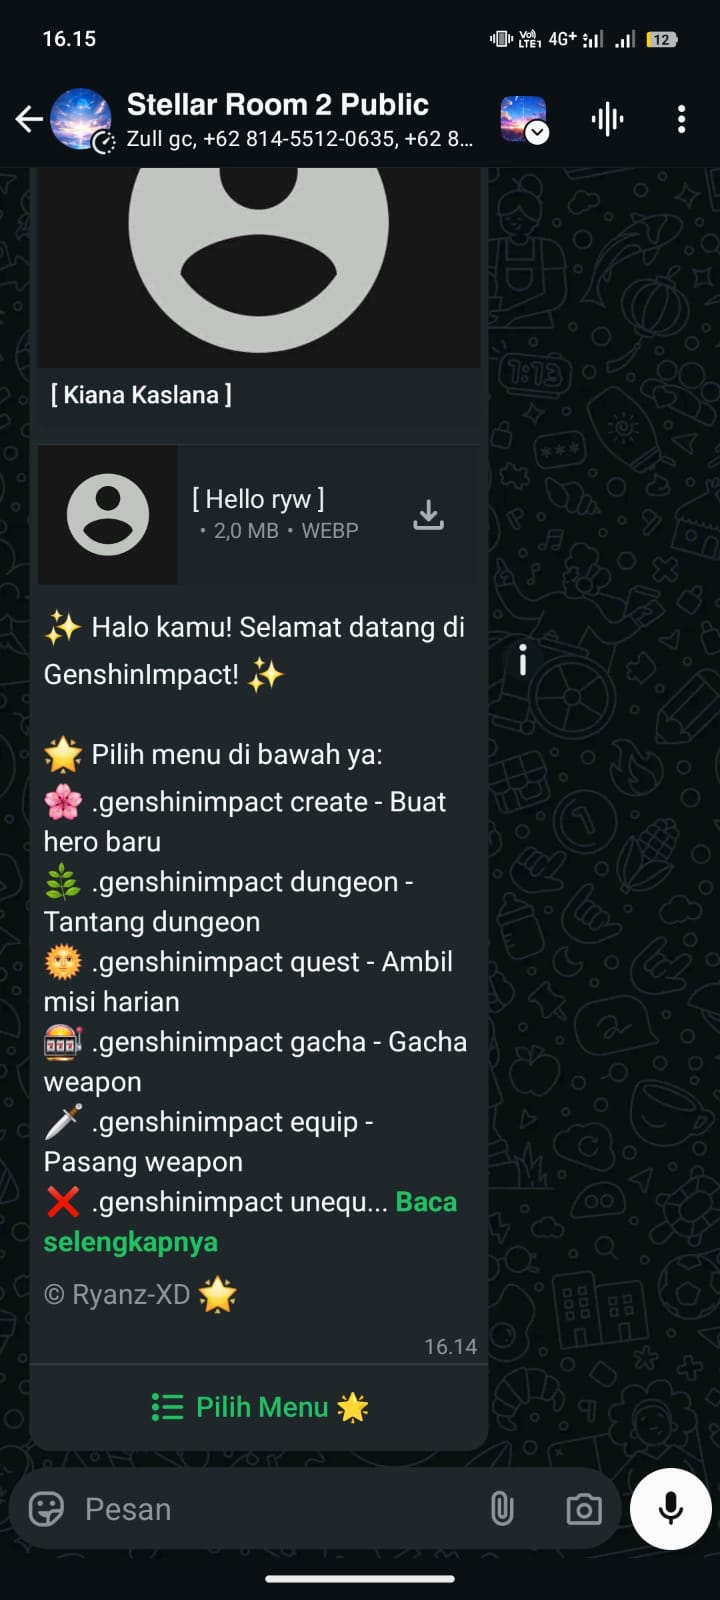 16.15
Vo) LTE1 4G+ 12
Stellar Room 2 Public
Zull gc, +62 814-5512-0635, +62 8...
[ Kiana Kaslana ]
[ Hello ryw ]
• 2,0 MB • WEBP
✨ Halo kamu! Selamat datang di
GenshinImpact! ✨
🌟 Pilih menu di bawah ya:
🌸 .genshinimpact create - Buat
hero baru
🌿 .genshinimpact dungeon -
Tantang dungeon
🌞 .genshinimpact quest - Ambil
misi harian
🎰 .genshinimpact gacha - Gacha
weapon
🗡️ .genshinimpact equip -
Pasang weapon
❌ .genshinimpact unequ... Baca
selengkapnya
© Ryanz-XD 🌟
16.14
Pilih Menu 🌟
Pesan